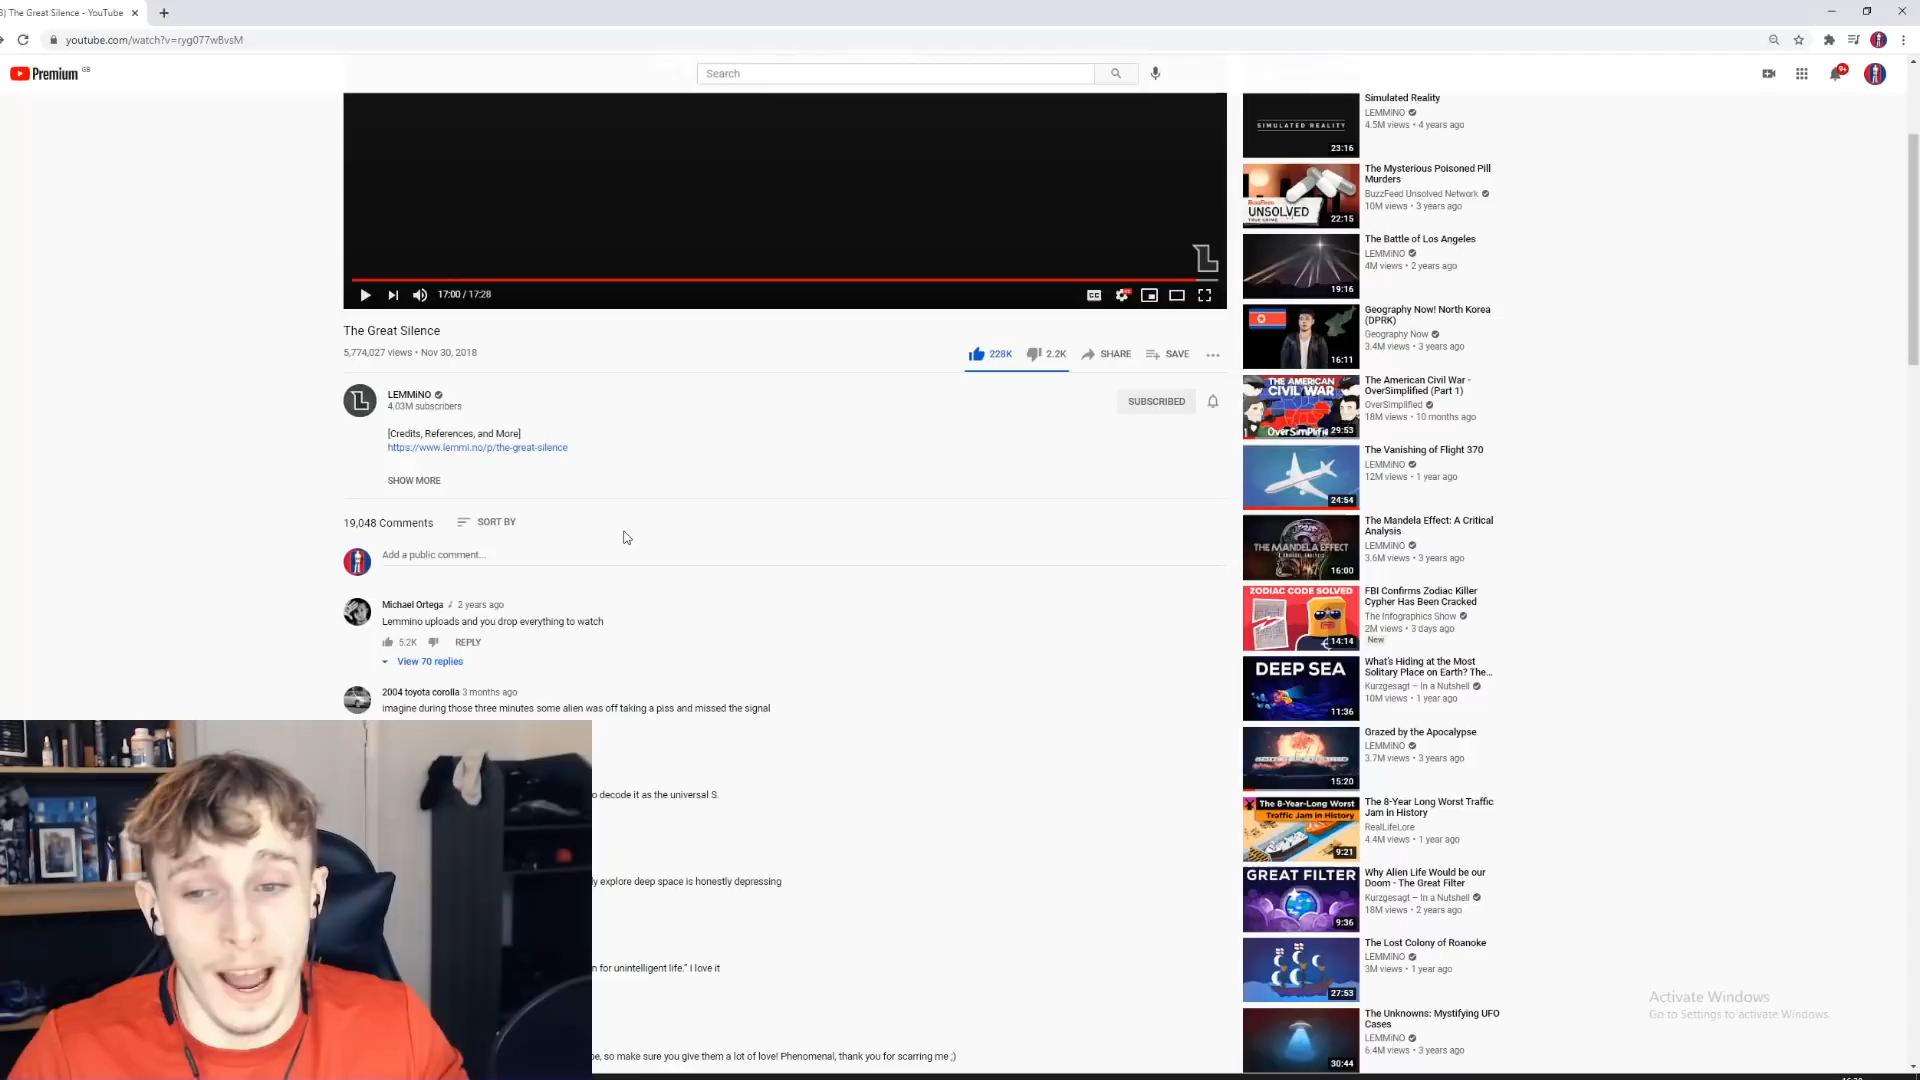 The Great Silence - YouTube
youtube.com/watch?v=ryg077wBvsM
Premium GB
Search
9+
17:00 / 17:28
The Great Silence
5,774,027 views • Nov 30, 2018
228K
2.2K
SHARE
SAVE
LEMMiNO
4.03M subscribers
SUBSCRIBED
[Credits, References, and More]
https://www.lemmi.no/p/the-great-silence
SHOW MORE
19,048 Comments
SORT BY
Add a public comment...
Michael Ortega 2 years ago
Lemmino uploads and you drop everything to watch
5.2K
REPLY
View 70 replies
2004 toyota corolla 3 months ago
imagine during those three minutes some alien was off taking a piss and missed the signal
o decode it as the universal S.
ly explore deep space is honestly depressing
n for unintelligent life." I love it
be, so make sure you give them a lot of love! Phenomenal, thank you for scarring me ;)
SIMULATED REALITY
23:16
Simulated Reality
LEMMiNO
4.5M views • 4 years ago
BuzzFeed
UNSOLVED
TRUE CRIME
22:15
The Mysterious Poisoned Pill
Murders
BuzzFeed Unsolved Network
10M views • 3 years ago
19:16
The Battle of Los Angeles
LEMMiNO
4M views • 2 years ago
16:11
Geography Now! North Korea
(DPRK)
Geography Now
3.4M views • 3 years ago
THE AMERICAN
CIVIL WAR
OverSimplifie
29:53
The American Civil War -
OverSimplified (Part 1)
OverSimplified
18M views • 10 months ago
24:54
The Vanishing of Flight 370
LEMMiNO
12M views • 1 year ago
THE MANDELA EFFECT
A CRITICAL ANALYSIS
16:00
The Mandela Effect: A Critical
Analysis
LEMMiNO
3.6M views • 3 years ago
ZODIAC CODE SOLVED
14:14
FBI Confirms Zodiac Killer
Cypher Has Been Cracked
The Infographics Show
2M views • 3 days ago
New
DEEP SEA
11:36
What's Hiding at the Most
Solitary Place on Earth? The...
Kurzgesagt – In a Nutshell
10M views • 1 year ago
15:20
Grazed by the Apocalypse
LEMMiNO
3.7M views • 3 years ago
The 8-Year-Long Worst
Traffic Jam in History
9:21
The 8-Year Long Worst Traffic
Jam in History
RealLifeLore
4.4M views • 1 year ago
GREAT FILTER
9:36
Why Alien Life Would be our
Doom - The Great Filter
Kurzgesagt – In a Nutshell
18M views • 2 years ago
27:53
The Lost Colony of Roanoke
LEMMiNO
3M views • 1 year ago
30:44
The Unknowns: Mystifying UFO
Cases
LEMMiNO
6.4M views • 3 years ago
Activate Windows
Go to Settings to activate Windows.